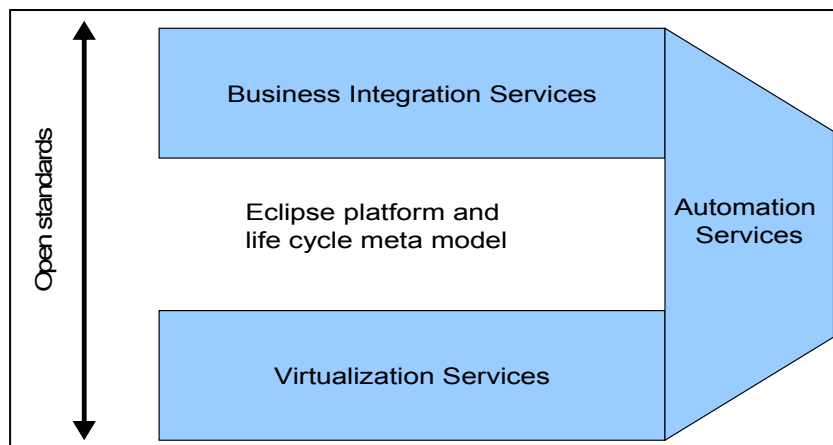 Open standards
Business Integration Services
Eclipse platform and
life cycle meta model
Automation
Services
Virtualization Services